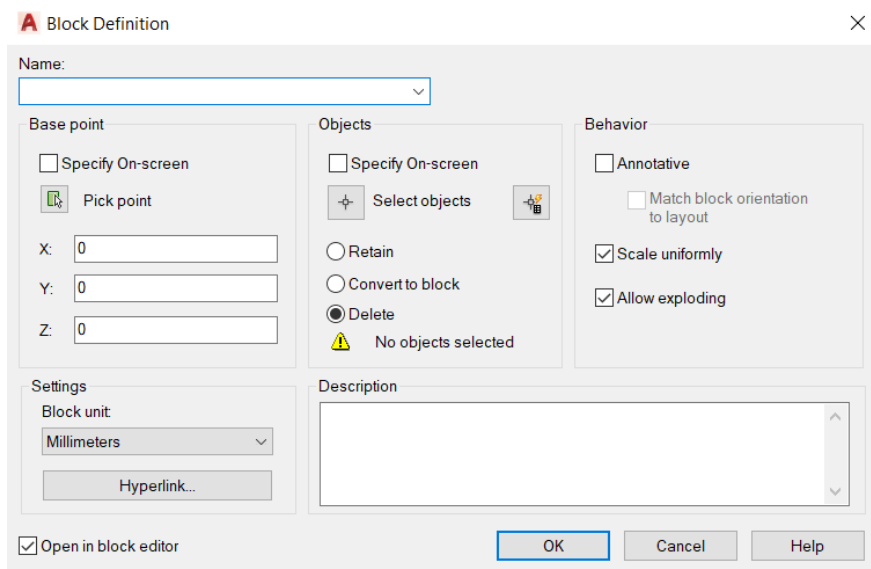 A Block Definition
Name:
Base point
Specify On-screen
Pick point
X: 0
Y: 0
Z: 0
Objects
Specify On-screen
Select objects
Retain
Convert to block
Delete
No objects selected
Behavior
Annotative
Match block orientation
to layout
Scale uniformly
Allow exploding
Settings
Block unit:
Millimeters
Hyperlink...
Description
Open in block editor
OK
Cancel
Help